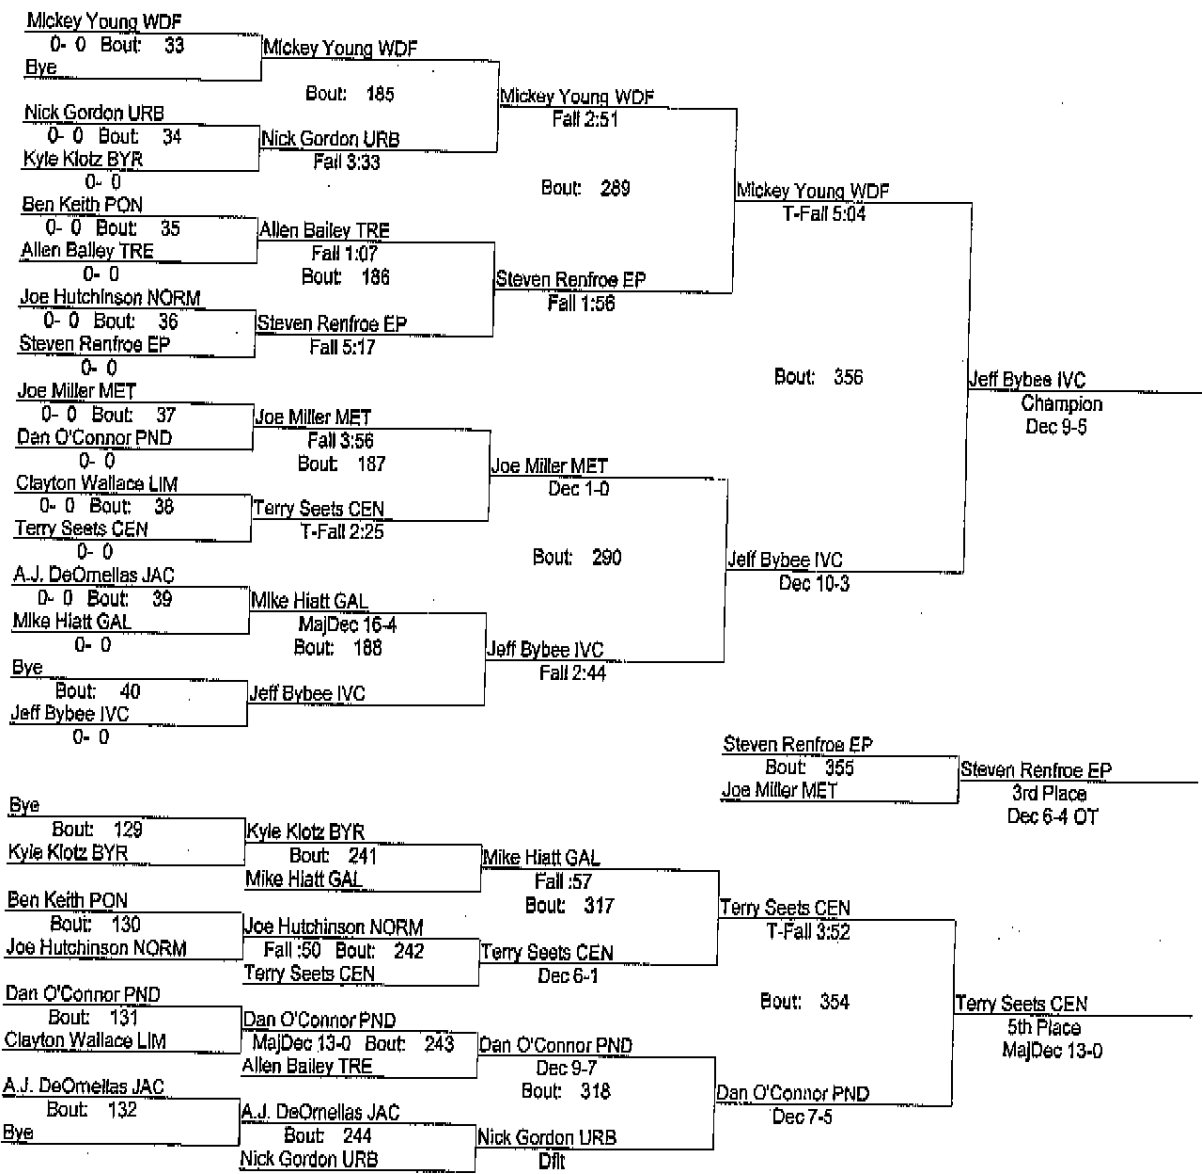 Mickey Young WDF
0- 0 Bout: 33
Bye
Mickey Young WDF
Bout: 185
Nick Gordon URB
0- 0 Bout: 34
Kyle Klotz BYR
0- 0
Nick Gordon URB
Fall 3:33
Mickey Young WDF
Fall 2:51
Bout: 289
Ben Keith PON
0- 0 Bout: 35
Allen Bailey TRE
0- 0
Allen Bailey TRE
Fall 1:07
Bout: 186
Joe Hutchinson NORM
0- 0 Bout: 36
Steven Renfroe EP
0- 0
Steven Renfroe EP
Fall 5:17
Steven Renfroe EP
Fall 1:56
Mickey Young WDF
T-Fall 5:04
Bout: 356
Joe Miller MET
0- 0 Bout: 37
Dan O'Connor PND
0- 0
Joe Miller MET
Fall 3:56
Bout: 187
Clayton Wallace LIM
0- 0 Bout: 38
Terry Seets CEN
0- 0
Terry Seets CEN
T-Fall 2:25
Joe Miller MET
Dec 1-0
Bout: 290
A.J. DeOrnellas JAC
0- 0 Bout: 39
Mike Hiatt GAL
0- 0
Mike Hiatt GAL
MajDec 16-4
Bout: 188
Bye
Bout: 40
Jeff Bybee IVC
0- 0
Jeff Bybee IVC
Jeff Bybee IVC
Fall 2:44
Jeff Bybee IVC
Dec 10-3
Jeff Bybee IVC
Champion
Dec 9-5
Steven Renfroe EP
Bout: 355
Joe Miller MET
Steven Renfroe EP
3rd Place
Dec 6-4 OT
Bye
Bout: 129
Kyle Klotz BYR
Kyle Klotz BYR
Bout: 241
Mike Hiatt GAL
Mike Hiatt GAL
Fall :57
Bout: 317
Ben Keith PON
Bout: 130
Joe Hutchinson NORM
Joe Hutchinson NORM
Fall :50 Bout: 242
Terry Seets CEN
Terry Seets CEN
Dec 6-1
Terry Seets CEN
T-Fall 3:52
Bout: 354
Dan O'Connor PND
Bout: 131
Clayton Wallace LIM
Dan O'Connor PND
MajDec 13-0 Bout: 243
Allen Bailey TRE
Dan O'Connor PND
Dec 9-7
Bout: 318
A.J. DeOrnellas JAC
Bout: 132
Bye
A.J. DeOrnellas JAC
Bout: 244
Nick Gordon URB
Nick Gordon URB
Dflt
Dan O'Connor PND
Dec 7-5
Terry Seets CEN
5th Place
MajDec 13-0